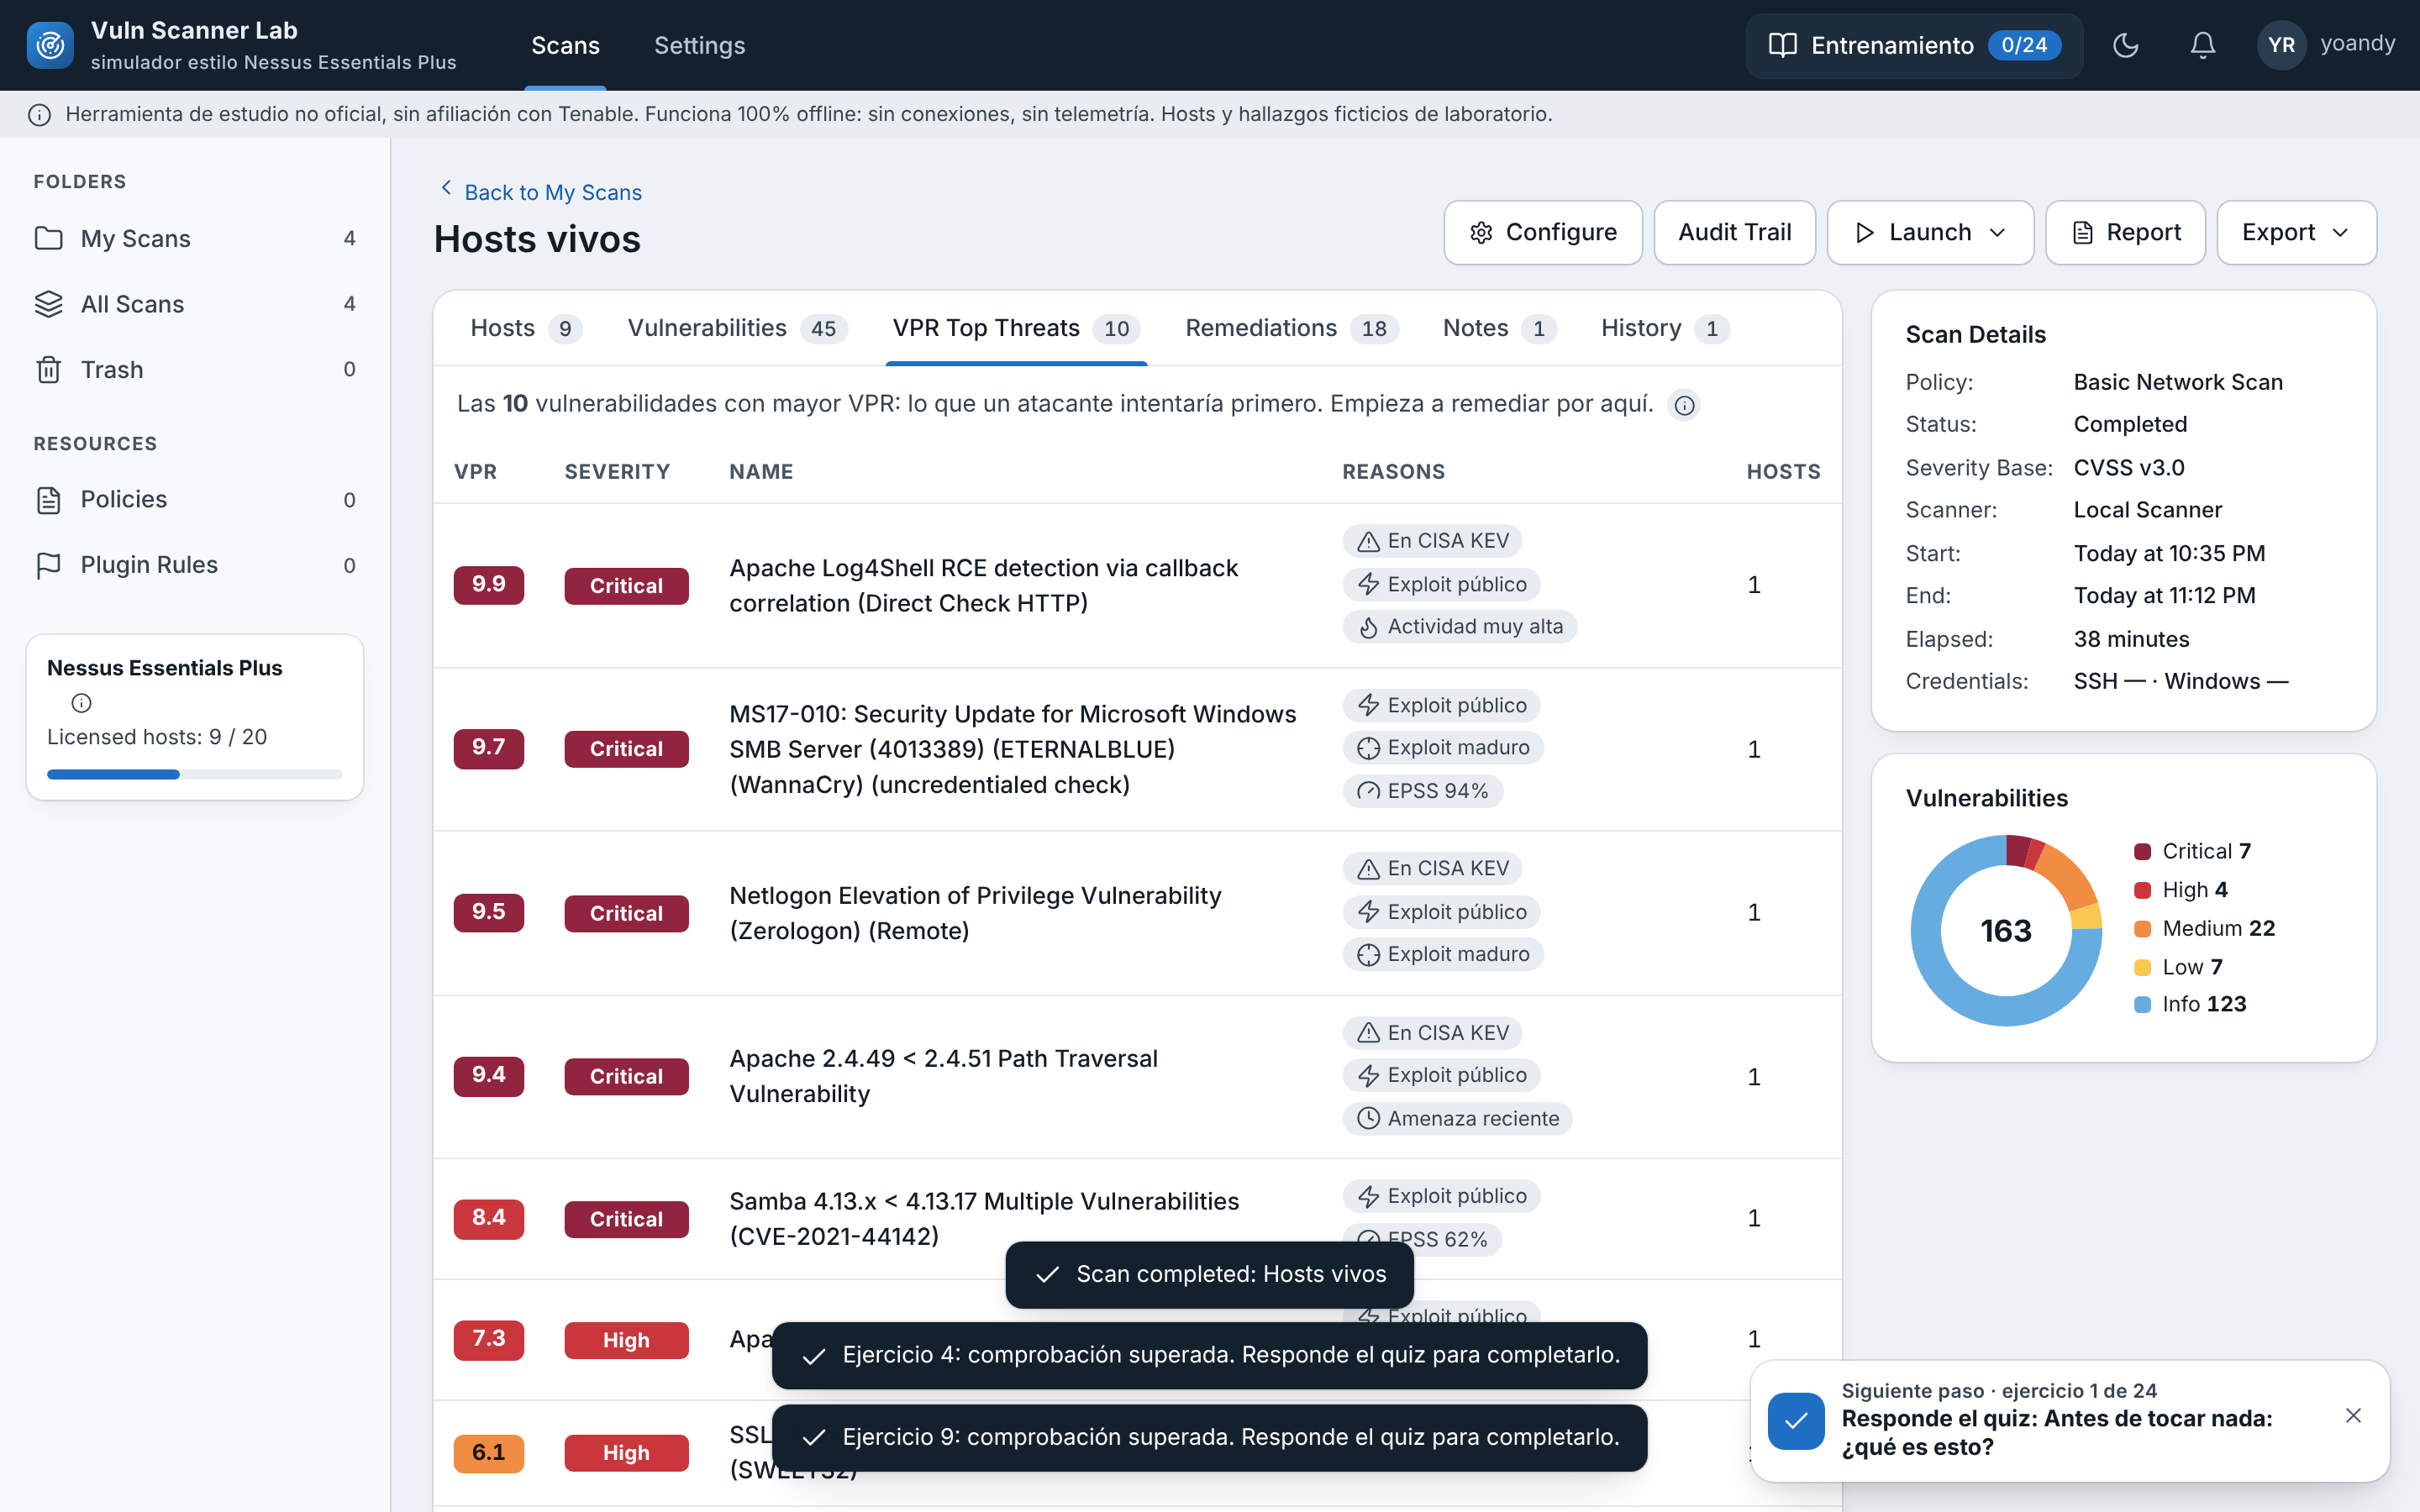 Vuln Scanner Lab
simulador estilo Nessus Essentials Plus
Scans
Settings
Entrenamiento 0/24
YR
yoandy
Herramienta de estudio no oficial, sin afiliación con Tenable. Funciona 100% offline: sin conexiones, sin telemetría. Hosts y hallazgos ficticios de laboratorio.
FOLDERS
My Scans 4
All Scans 4
Trash 0
RESOURCES
Policies 0
Plugin Rules 0
Nessus Essentials Plus
Licensed hosts: 9 / 20
Back to My Scans
Hosts vivos
Configure
Audit Trail
Launch
Report
Export
Hosts 9
Vulnerabilities 45
VPR Top Threats 10
Remediations 18
Notes 1
History 1
Las 10 vulnerabilidades con mayor VPR: lo que un atacante intentaría primero. Empieza a remediar por aquí.
VPR SEVERITY NAME REASONS HOSTS
9.9 Critical
Apache Log4Shell RCE detection via callback
correlation (Direct Check HTTP)
En CISA KEV
Exploit público
Actividad muy alta
1
9.7 Critical
MS17-010: Security Update for Microsoft Windows
SMB Server (4013389) (ETERNALBLUE)
(WannaCry) (uncredentialed check)
Exploit público
Exploit maduro
EPSS 94%
1
9.5 Critical
Netlogon Elevation of Privilege Vulnerability
(Zerologon) (Remote)
En CISA KEV
Exploit público
Exploit maduro
1
9.4 Critical
Apache 2.4.49 < 2.4.51 Path Traversal
Vulnerability
En CISA KEV
Exploit público
Amenaza reciente
1
8.4 Critical
Samba 4.13.x < 4.13.17 Multiple Vulnerabilities
(CVE-2021-44142)
Exploit público
EPSS 62%
1
7.3 High
Apa
Exploit público
1
6.1 High
SSL
(SWEET32)
Scan completed: Hosts vivos
Ejercicio 4: comprobación superada. Responde el quiz para completarlo.
Ejercicio 9: comprobación superada. Responde el quiz para completarlo.
Scan Details
Policy: Basic Network Scan
Status: Completed
Severity Base: CVSS v3.0
Scanner: Local Scanner
Start: Today at 10:35 PM
End: Today at 11:12 PM
Elapsed: 38 minutes
Credentials: SSH — · Windows —
Vulnerabilities
163
Critical 7
High 4
Medium 22
Low 7
Info 123
Siguiente paso · ejercicio 1 de 24
Responde el quiz: Antes de tocar nada:
¿qué es esto?